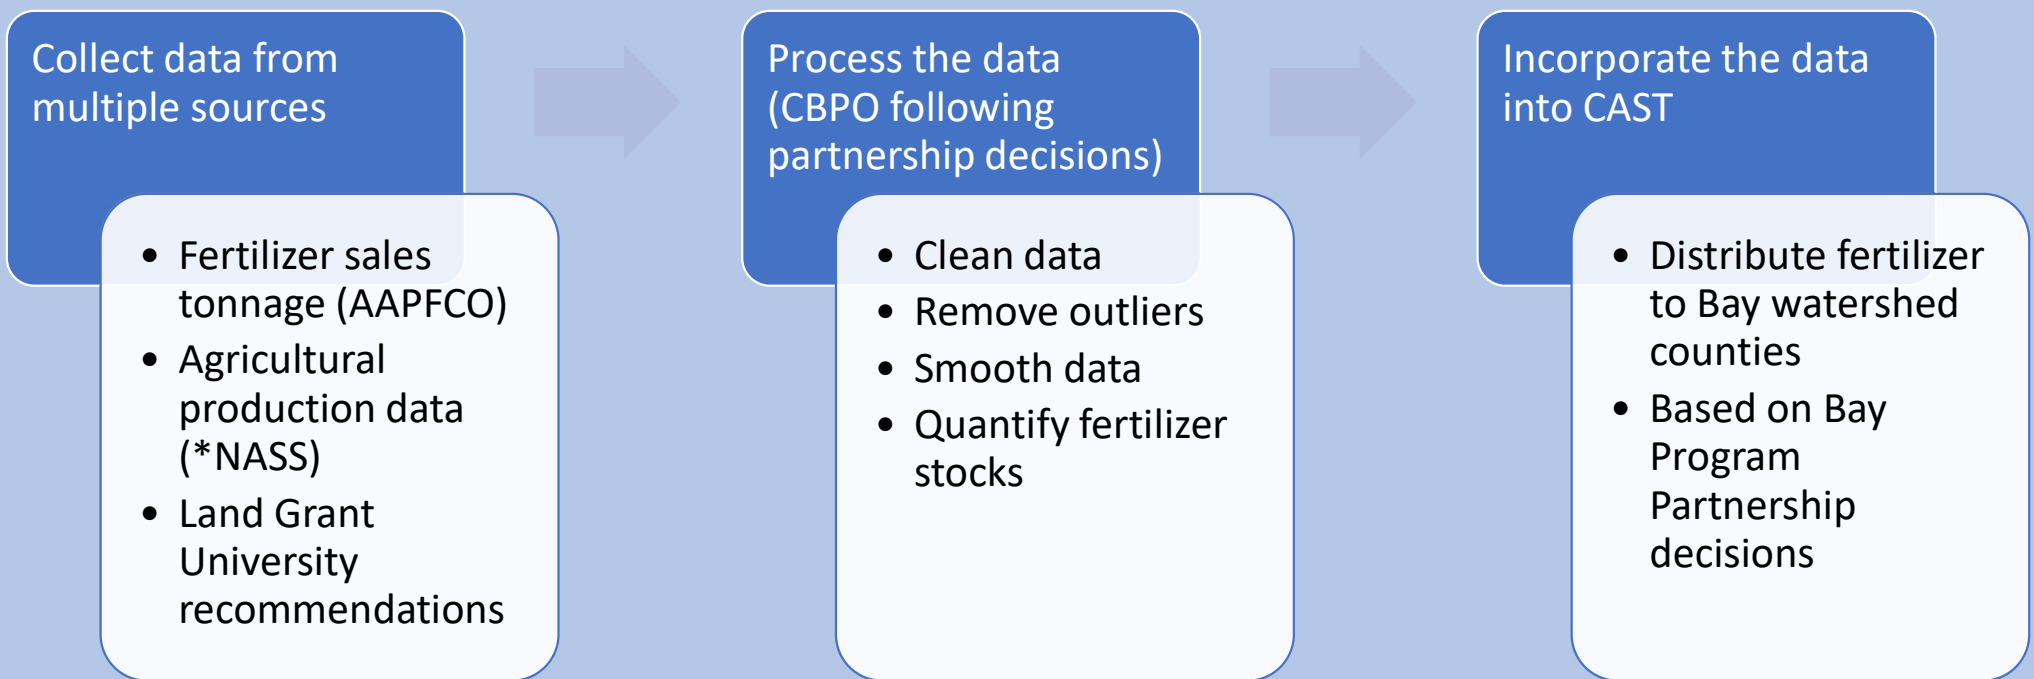 Collect data from
multiple sources
• Fertilizer sales
tonnage (AAPFCO)
• Agricultural
production data
(*NASS)
• Land Grant
University
recommendations
Process the data
(CBPO following
partnership decisions)
• Clean data
• Remove outliers
• Smooth data
• Quantify fertilizer
stocks
Incorporate the data
into CAST
• Distribute fertilizer
to Bay watershed
counties
• Based on Bay
Program
Partnership
decisions